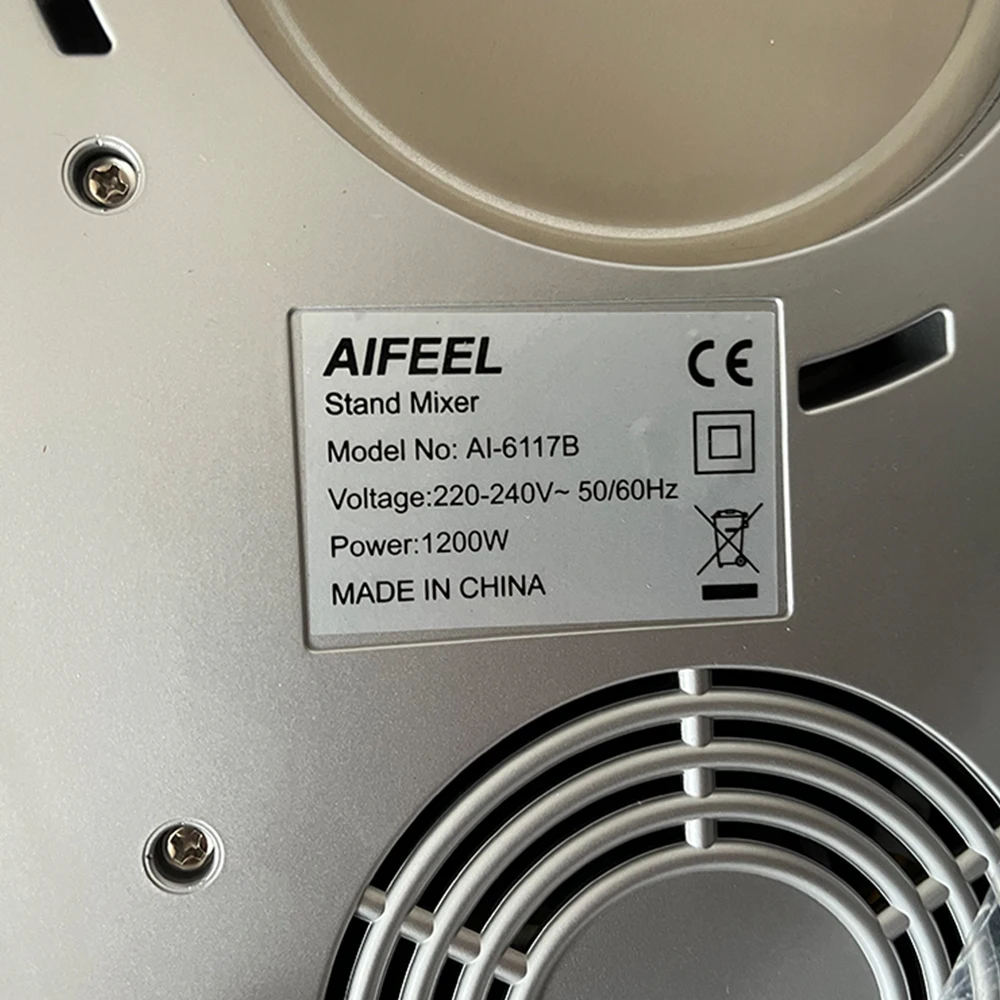 AIFEEL
CE
Stand Mixer
Model No: AI-6117B
Voltage:220-240V~ 50/60Hz
Power:1200W
MADE IN CHINA